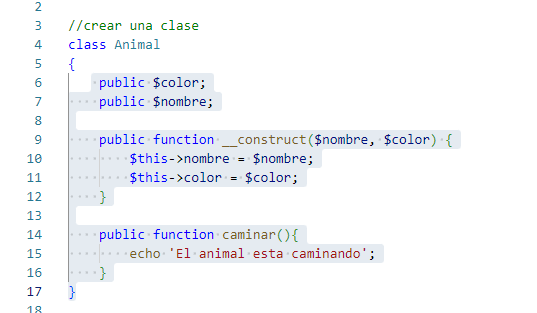 2
3 //crear una clase
4 class Animal
5 {
6 public $color;
7 public $nombre;
8
9 public function __construct($nombre, $color) {
10 $this->nombre = $nombre;
11 $this->color = $color;
12 }
13
14 public function caminar(){
15 echo 'El animal esta caminando';
16 }
17 }
18